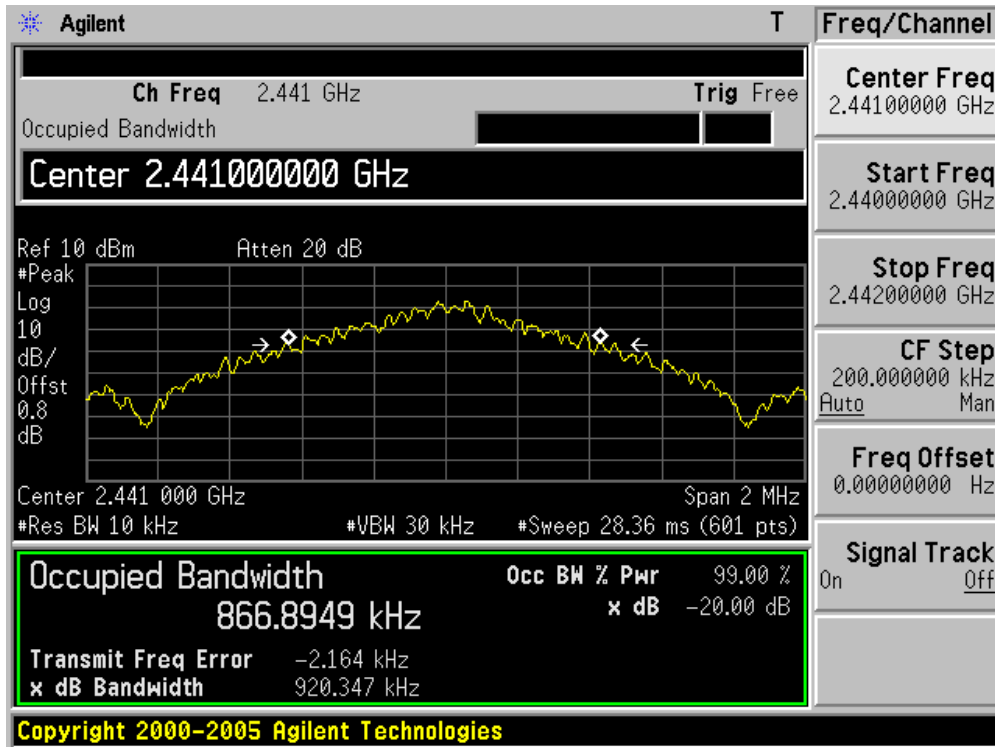 Agilent T
Ch Freq 2.441 GHz Trig Free
Occupied Bandwidth
Center 2.441000000 GHz
Ref 10 dBm Atten 20 dB
#Peak
Log
10
dB/
Offst
0.8
dB
Center 2.441 000 GHz Span 2 MHz
#Res BW 10 kHz #VBW 30 kHz #Sweep 28.36 ms (601 pts)
Occupied Bandwidth Occ BW % Pwr 99.00 %
866.8949 kHz x dB -20.00 dB
Transmit Freq Error -2.164 kHz
x dB Bandwidth 920.347 kHz
Copyright 2000-2005 Agilent Technologies
Freq/Channel
Center Freq
2.44100000 GHz
Start Freq
2.44000000 GHz
Stop Freq
2.44200000 GHz
CF Step
200.000000 kHz
Auto Man
Freq Offset
0.00000000 Hz
Signal Track
On Off